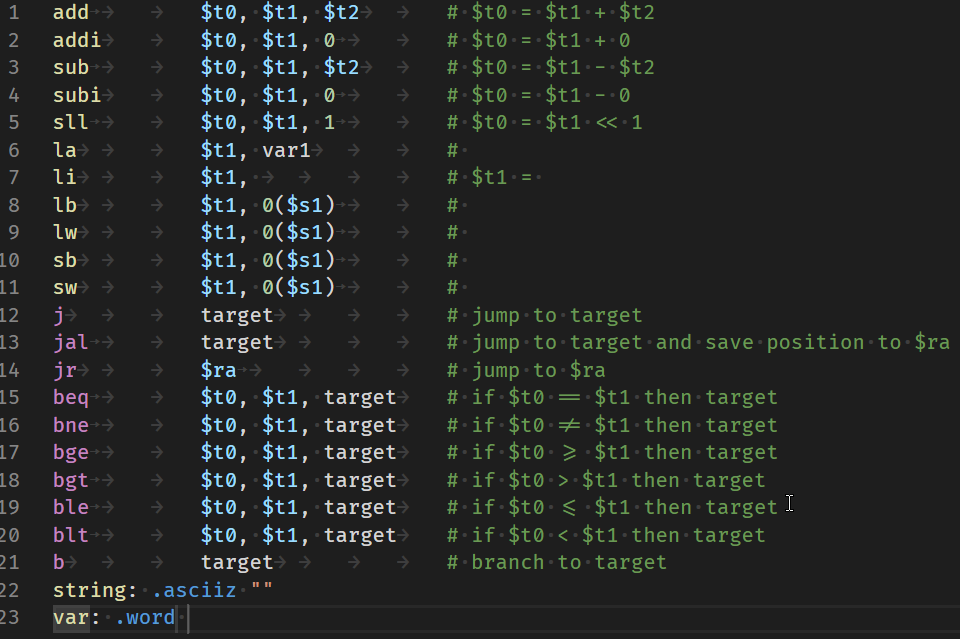 1 add $t0, $t1, $t2 # $t0 = $t1 + $t2
2 addi $t0, $t1, 0 # $t0 = $t1 + 0
3 sub $t0, $t1, $t2 # $t0 = $t1 - $t2
4 subi $t0, $t1, 0 # $t0 = $t1 - 0
5 sll $t0, $t1, 1 # $t0 = $t1 << 1
6 la $t1, var1 #
7 li $t1, # $t1 =
8 lb $t1, 0($s1) #
9 lw $t1, 0($s1) #
10 sb $t1, 0($s1) #
11 sw $t1, 0($s1) #
12 j target # jump to target
13 jal target # jump to target and save position to $ra
14 jr $ra # jump to $ra
15 beq $t0, $t1, target # if $t0 == $t1 then target
16 bne $t0, $t1, target # if $t0 != $t1 then target
17 bge $t0, $t1, target # if $t0 >= $t1 then target
18 bgt $t0, $t1, target # if $t0 > $t1 then target
19 ble $t0, $t1, target # if $t0 <= $t1 then target
20 blt $t0, $t1, target # if $t0 < $t1 then target
21 b target # branch to target
22 string: .asciiz ""
23 var: .word